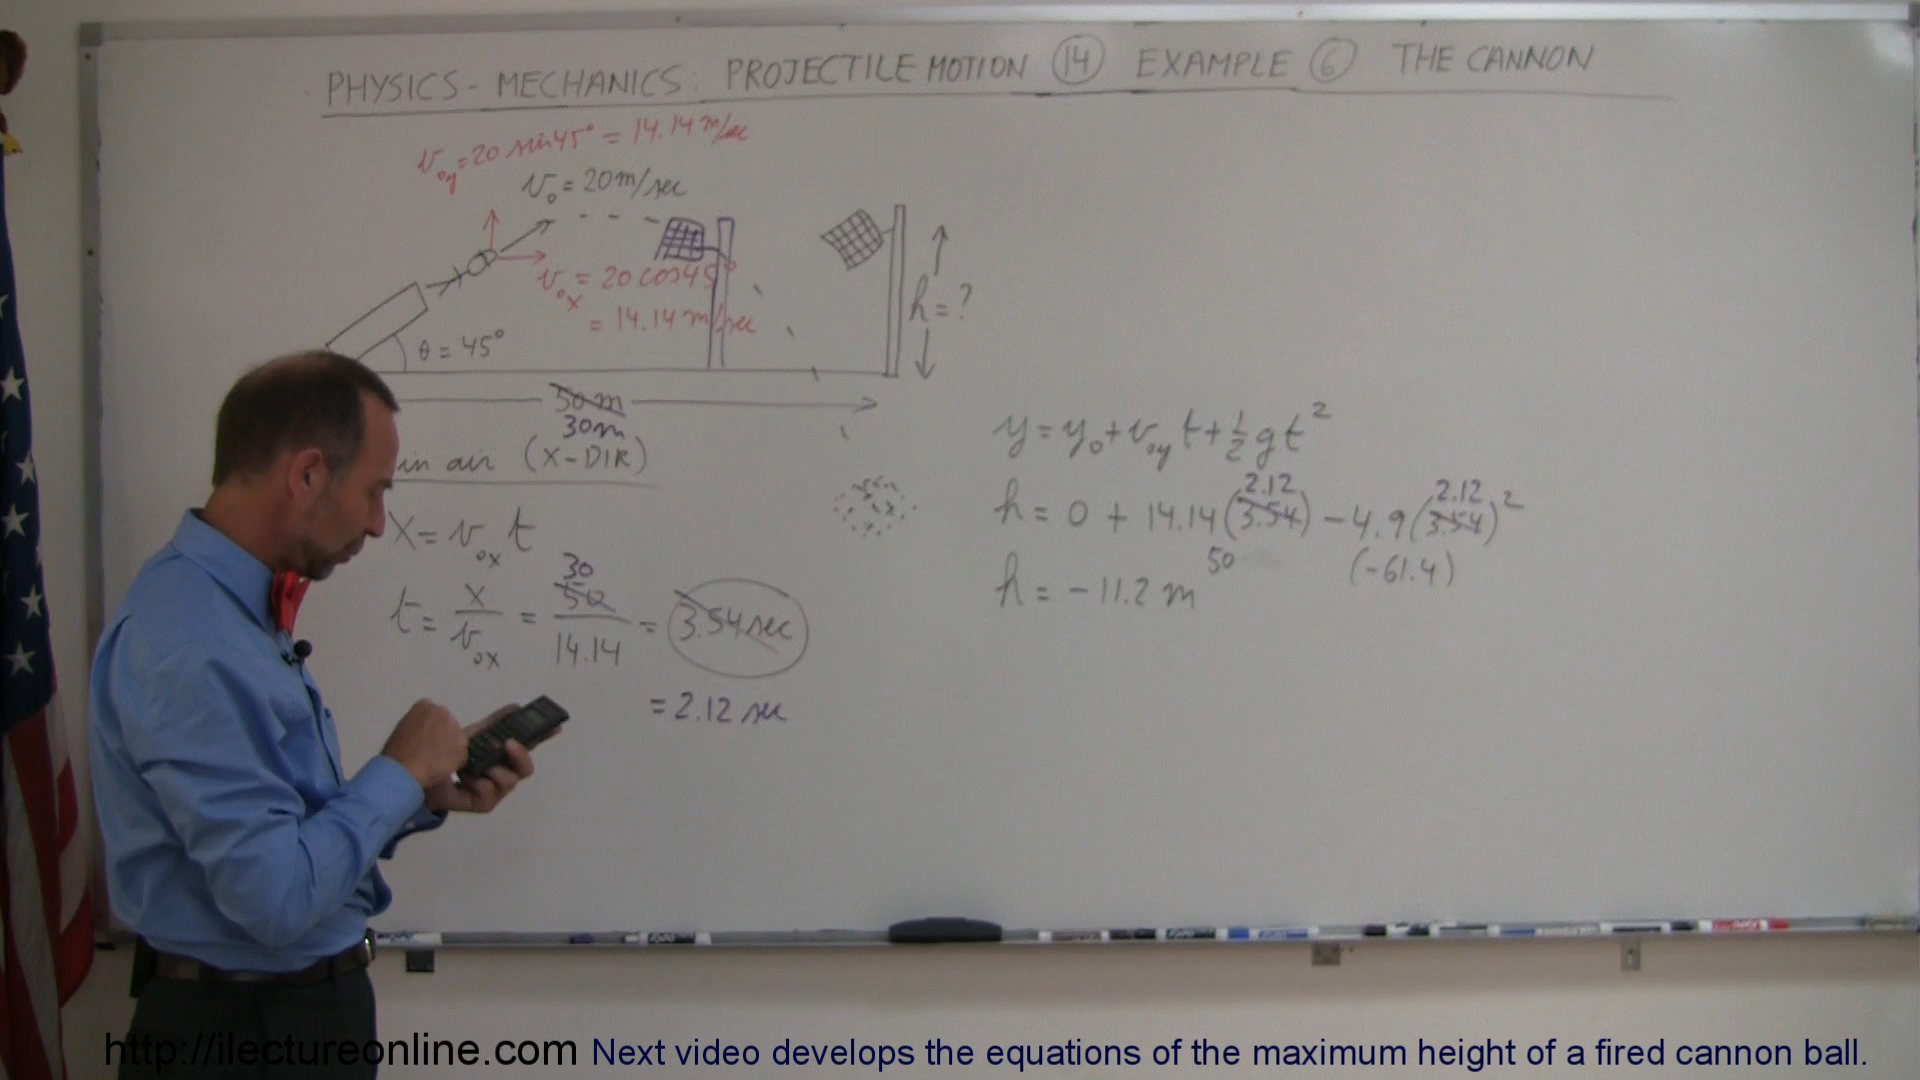 PHYSICS - MECHANICS: PROJECTILE MOTION 14 EXAMPLE 6 THE CANNON
v₀y = 20 sin45° = 14.14 m/sec
v₀ = 20 m/sec
v₀x = 20 cos45°
= 14.14 m/sec
h = ?
θ = 45°
50 m
30m
in air (X-DIR)
X = v₀x t
t = x / v₀x = 30 50 / 14.14 = 3.54 sec
= 2.12 sec
y = y₀ + v₀y t + ½ g t²
h = 0 + 14.14 (2.12 3.54) - 4.9 (2.12 3.54)²
50 (-61.4)
h = -11.2 m
http://ilectureonline.com Next video develops the equations of the maximum height of a fired cannon ball.